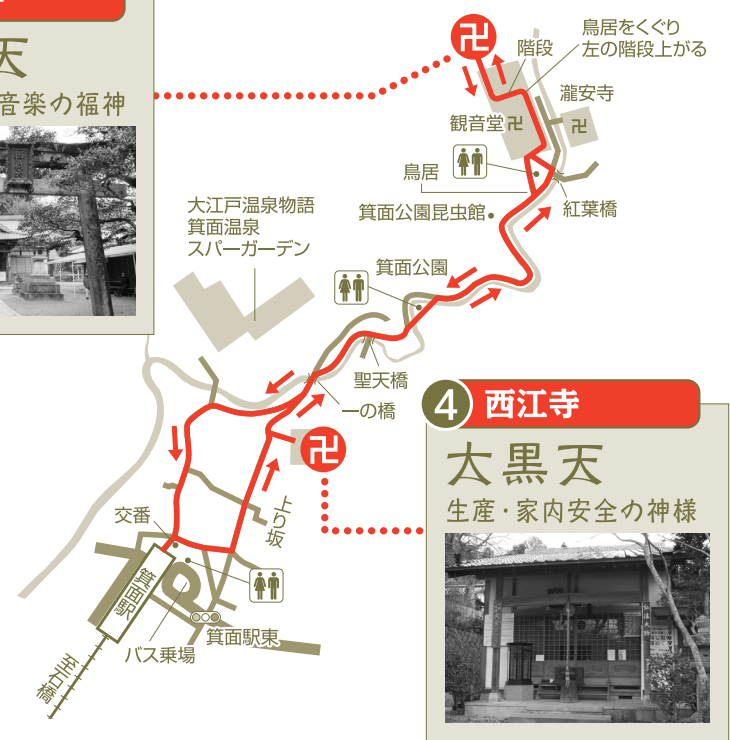 天
音楽の福神
卍
階段
鳥居をくぐり
左の階段上がる
瀧安寺
卍
観音堂卍
鳥居
箕面公園昆虫館
紅葉橋
大江戸温泉物語
箕面温泉
スパーガーデン
箕面公園
聖天橋
一の橋
卍
上り坂
交番
箕面駅
箕面駅東
バス乗場
至石橋
4 西江寺
大黒天
生産・家内安全の神様